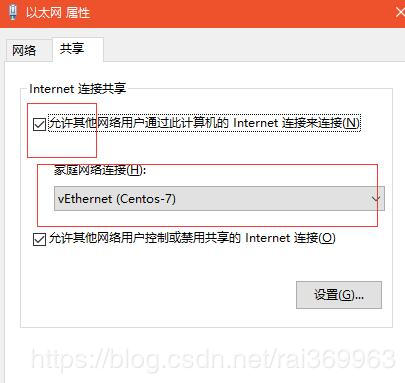 以太网 属性
网络 共享
Internet 连接共享
允许其他网络用户通过此计算机的 Internet 连接来连接(N)
家庭网络连接(H):
vEthernet (Centos-7)
允许其他网络用户控制或禁用共享的 Internet 连接(O)
设置(G)...
https://blog.csdn.net/rai369963